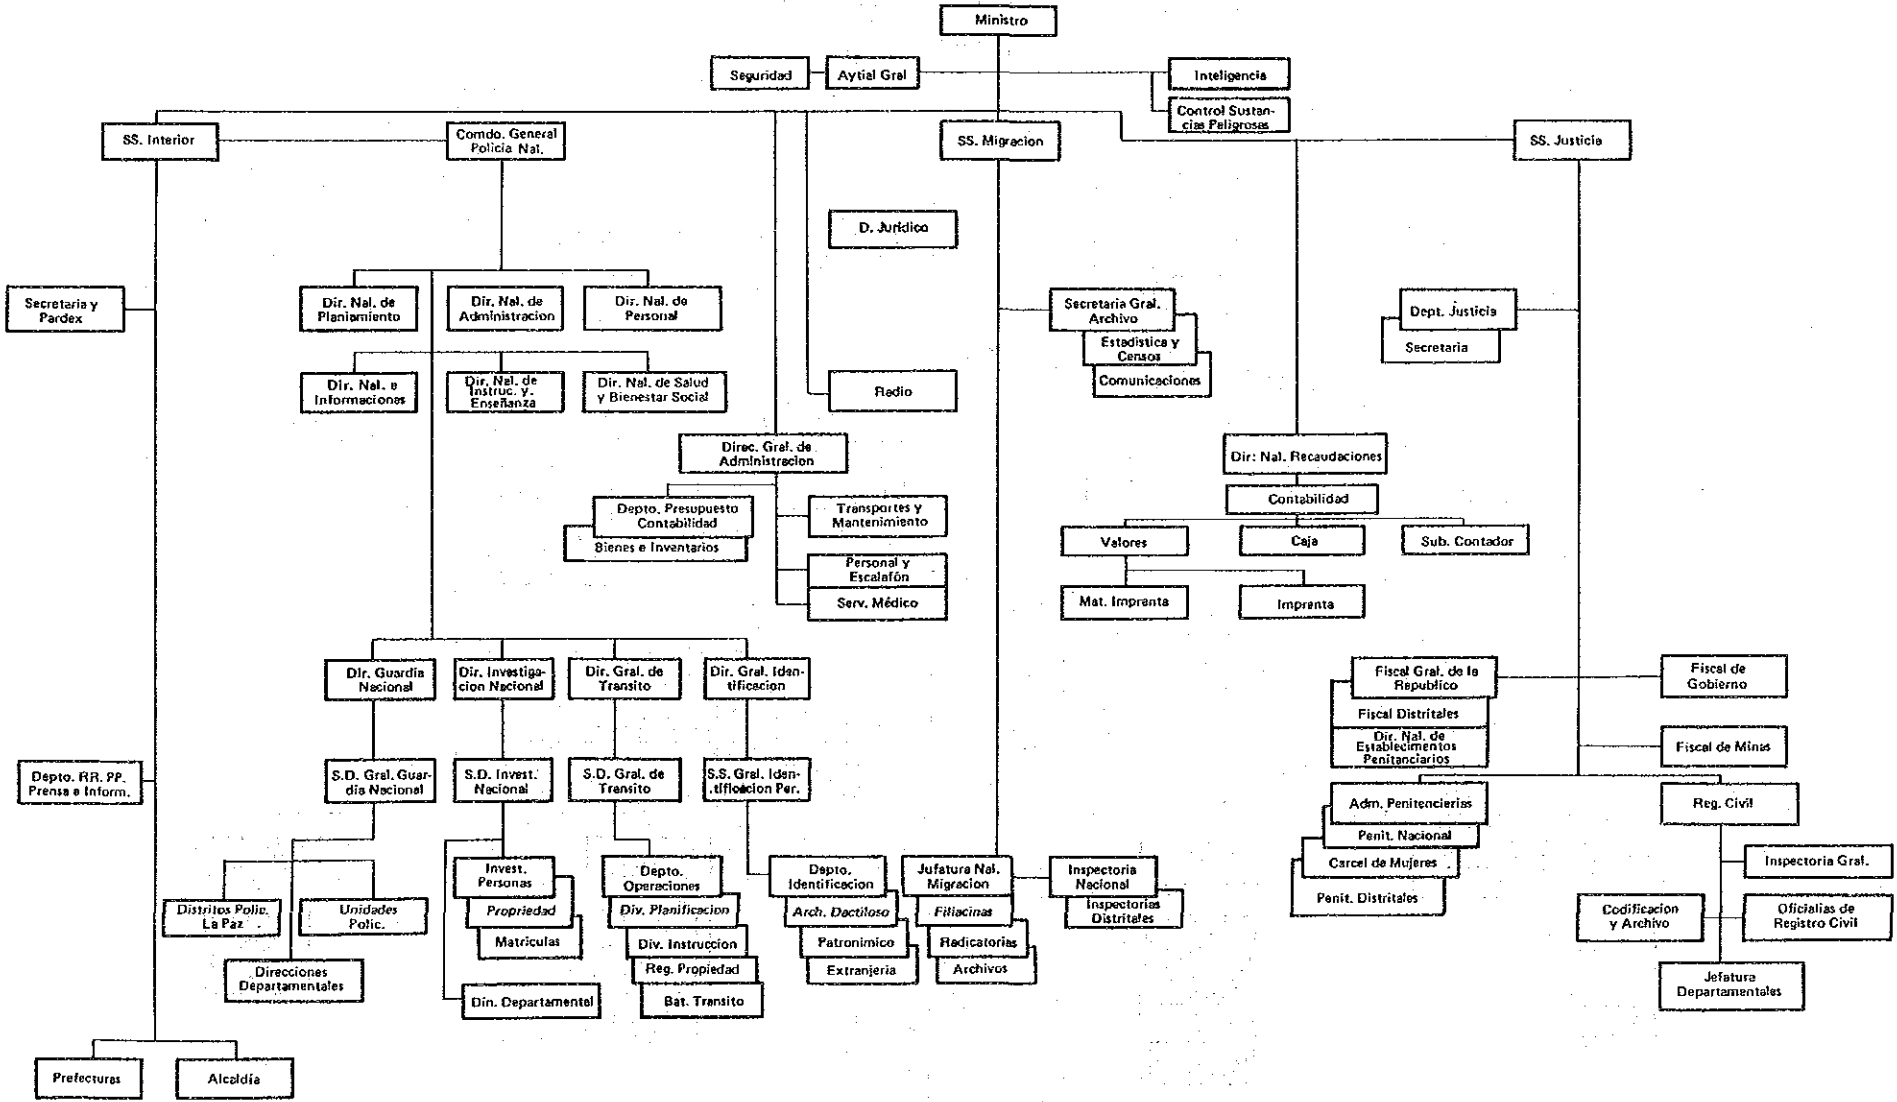 Ministro
Seguridad
Aytial Gral
Inteligencia
Control Sustan-
cias Peligrosas
SS. Interior
Comdo. General
Policia Nal.
SS. Migracion
SS. Justicia
D. Juridico
Secretaria y
Pardex
Dir. Nal. de
Planiamiento
Dir. Nal. de
Administracion
Dir. Nal. de
Personal
Secretaria Gral.
Archivo
Estadistica y
Censos
Comunicaciones
Dept. Justicia
Secretaria
Dir. Nal. e
Informaciones
Dir. Nal. de
Instruc. y.
Enseñanza
Dir. Nal. de Salud
y Bienestar Social
Radio
Direc. Gral. de
Administracion
Dir: Nal. Recaudaciones
Contabilidad
Depto. Presupuesto
Contabilidad
Bienes e Inventarios
Transportes y
Mantenimiento
Personal y
Escalafón
Serv. Médico
Valores
Caja
Sub. Contador
Mat. Imprenta
Imprenta
Dir. Guardia
Nacional
Dir. Investiga-
cion Nacional
Dir. Gral. de
Transito
Dir. Gral. Iden-
tificacion
Fiscal Gral. de la
Republico
Fiscal Distritales
Dir. Nal. de
Establecimentos
Penitanciarios
Fiscal de
Gobierno
Fiscal de Minas
Depto. RR. PP.
Prensa e Inform.
S.D. Gral. Guar-
dia Nacional
S.D. Invest.
Nacional
S.D. Gral. de
Transito
S.S. Gral. Iden-
tificacion Per.
Adm. Penitencierias
Penit. Nacional
Carcel de Mujeres
Penit. Distritales
Reg. Civil
Inspectoria Gral.
Codificacion
y Archivo
Oficialias de
Registro Civil
Jefatura
Departamentales
Invest.
Personas
Propriedad
Matriculas
Depto.
Operaciones
Div. Planificacion
Div. Instruccion
Reg. Propiedad
Bat. Transito
Depto.
Identificacion
Arch. Dactiloso
Patronimico
Extranjeria
Jufatura Nal.
Migracion
Filiacinas
Radicatorias
Archivos
Inspectoria
Nacional
Inspectorias
Distritales
Distritos Polic.
La Paz
Unidades
Polic.
Direcciones
Departamentales
Din. Departamental
Prefecturas
Alcaldía